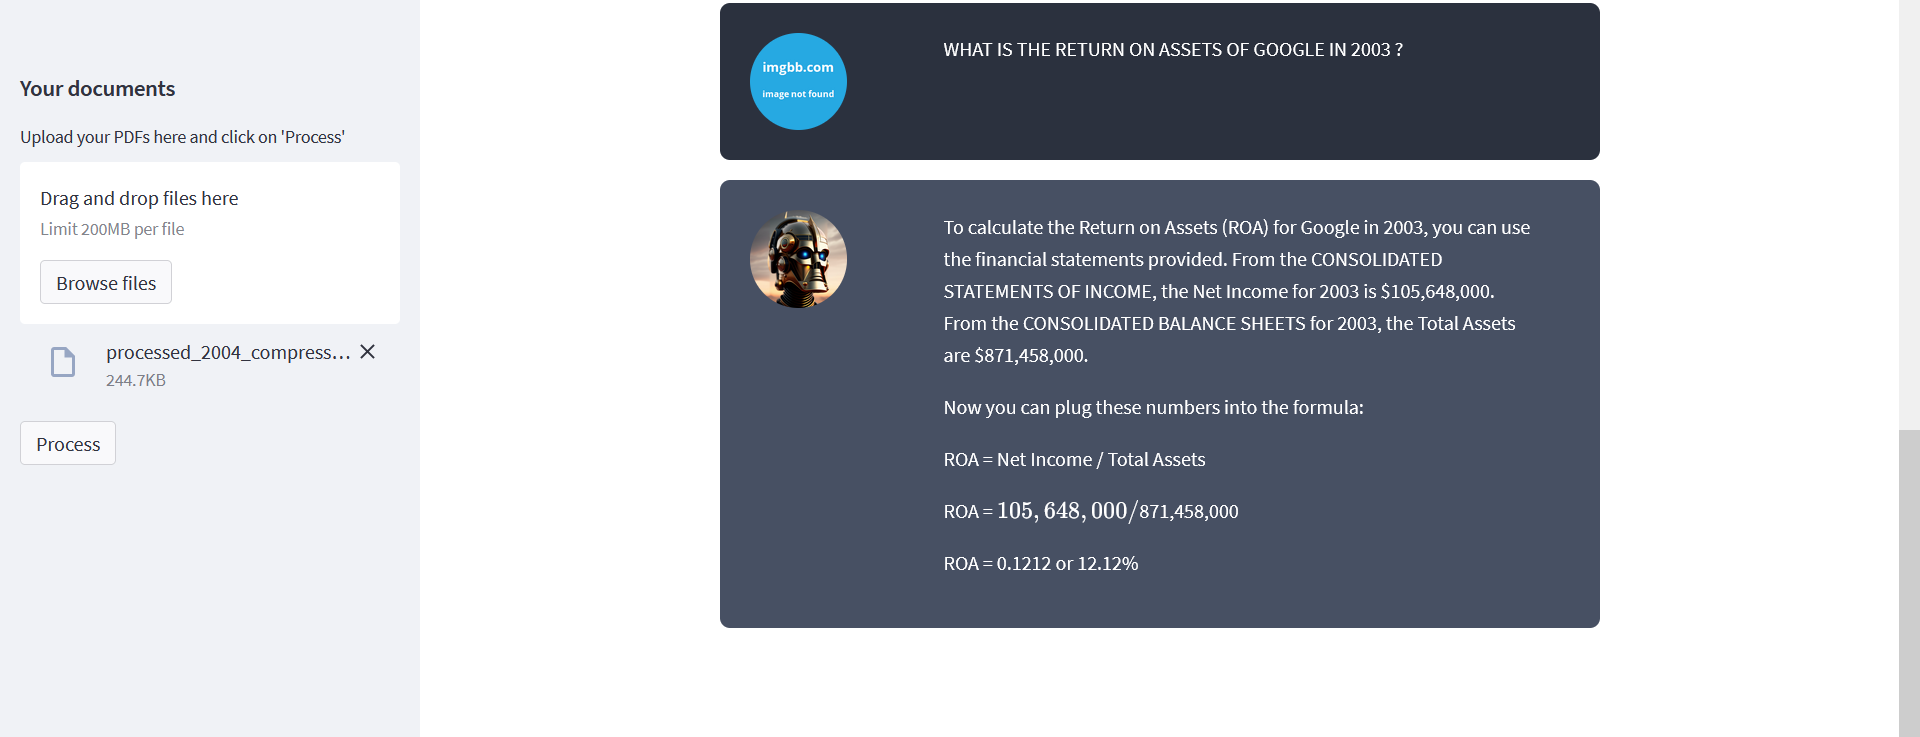 Your documents
Upload your PDFs here and click on 'Process'
Drag and drop files here
Limit 200MB per file
Browse files
processed_2004_compress...
244.7KB
Process
imgbb.com
image not found
WHAT IS THE RETURN ON ASSETS OF GOOGLE IN 2003 ?
To calculate the Return on Assets (ROA) for Google in 2003, you can use
the financial statements provided. From the CONSOLIDATED
STATEMENTS OF INCOME, the Net Income for 2003 is $105,648,000.
From the CONSOLIDATED BALANCE SHEETS for 2003, the Total Assets
are $871,458,000.
Now you can plug these numbers into the formula:
ROA = Net Income / Total Assets
ROA = 105, 648, 000/871,458,000
ROA = 0.1212 or 12.12%